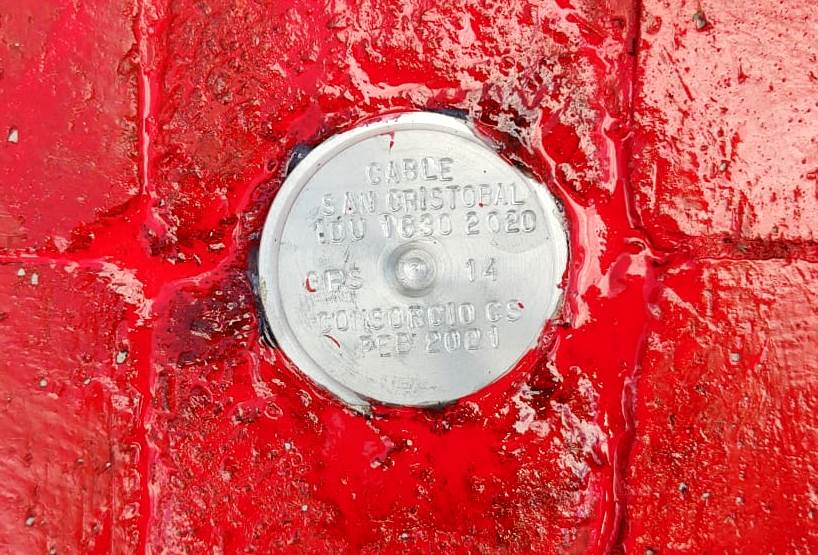 CABLE
SAN CRISTOBAL
IDU 1630 2020
GPS 14
CONSORCIO CS
FEB 2021